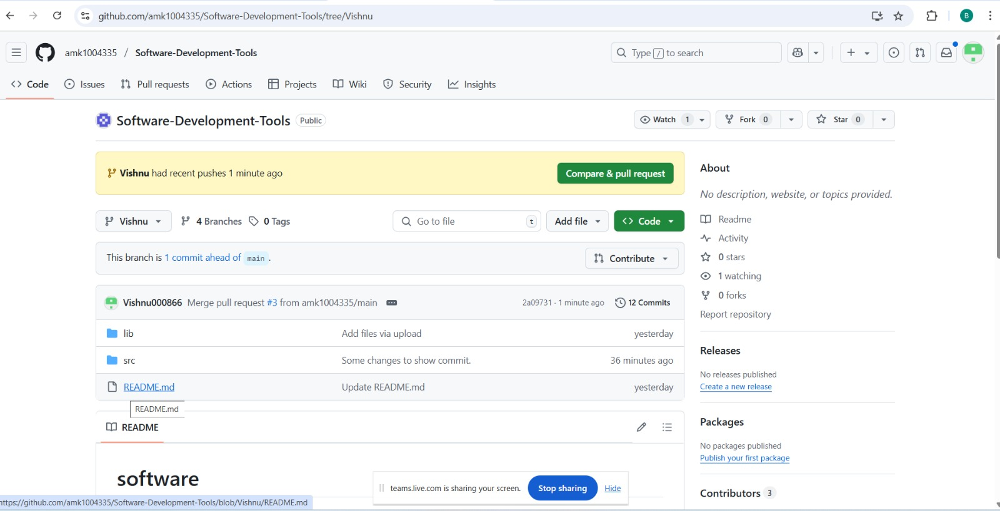 github.com/amk1004335/Software-Development-Tools/tree/Vishnu
B
amk1004335 / Software-Development-Tools
Type / to search
Code Issues Pull requests Actions Projects Wiki Security Insights
Software-Development-Tools Public
Watch 1 Fork 0 Star 0
Vishnu had recent pushes 1 minute ago
Compare & pull request
Vishnu 4 Branches 0 Tags
Go to file t
Add file
Code
This branch is 1 commit ahead of main .
Contribute
Vishnu000866 Merge pull request #3 from amk1004335/main
2a09731 · 1 minute ago 12 Commits
lib Add files via upload yesterday
src Some changes to show commit. 36 minutes ago
README.md Update README.md yesterday
README.md
README
software
About
No description, website, or topics provided.
Readme
Activity
0 stars
1 watching
0 forks
Report repository
Releases
No releases published
Create a new release
Packages
No packages published
Publish your first package
Contributors 3
teams.live.com is sharing your screen. Stop sharing Hide
https://github.com/amk1004335/Software-Development-Tools/blob/Vishnu/README.md